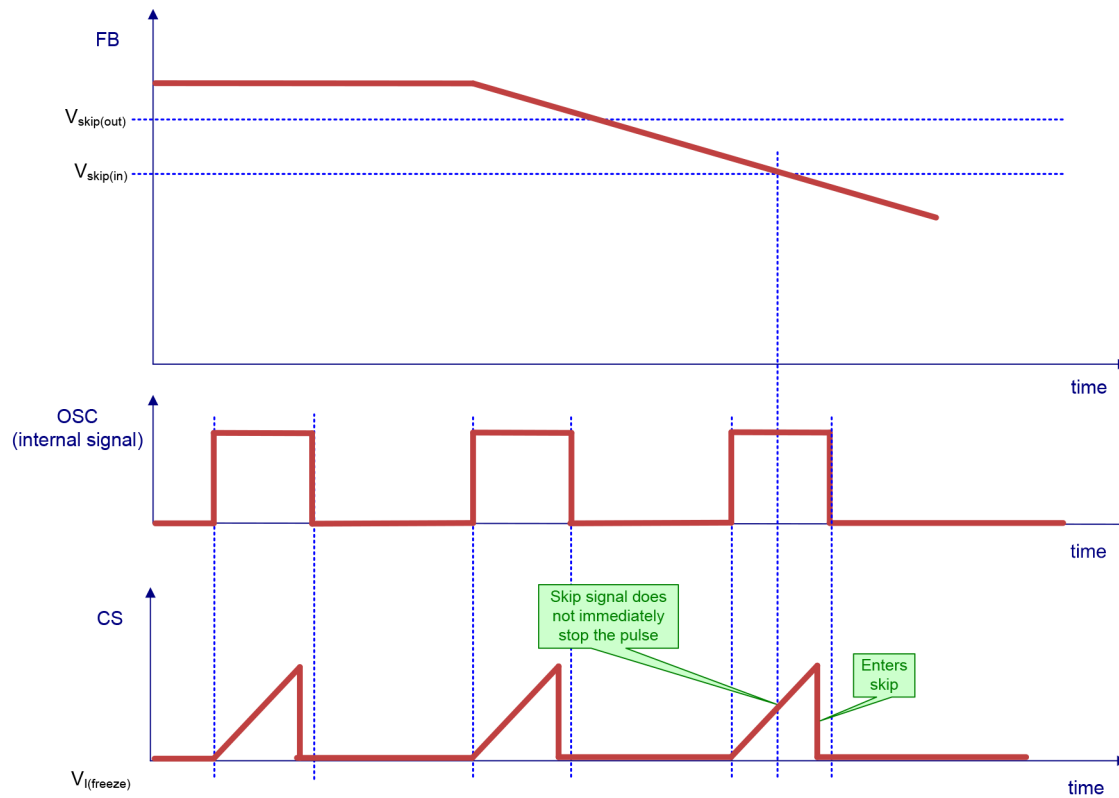 FB
Vskip(out)
Vskip(in)
time
OSC
(internal signal)
time
Skip signal does
not immediately
stop the pulse
CS
Enters
skip
VI(freeze)
time